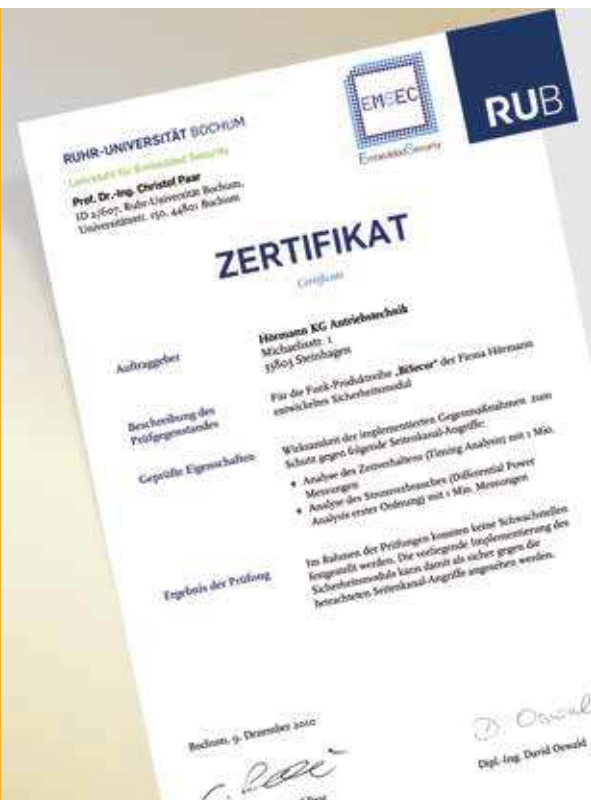 EMSEC
Embedded Security
RUB
RUHR-UNIVERSITÄT BOCHUM
Lehrstuhl für Embedded Security
Prof. Dr.-Ing. Christof Paar
ID 2/607, Ruhr-Universität Bochum,
Universitätsstr. 150, 44801 Bochum
ZERTIFIKAT
Certificate
Auftraggeber
Hörmann KG Antriebstechnik
Michaelisstr. 1
33803 Steinhagen
Beschreibung des
Prüfgegenstandes
Für die Funk-Produktreihe „BiSecur" der Firma Hörmann
entwickeltes Sicherheitsmodul
Geprüfte Eigenschaften
Wirksamkeit der implementierten Gegenmaßnahmen zum
Schutz gegen folgende Seitenkanal-Angriffe:
• Analyse des Zeitverhaltens (Timing Analysis) mit 1 Mio.
Messungen
• Analyse des Stromverbrauches (Differential Power
Analysis erster Ordnung) mit 1 Mio. Messungen
Ergebnis der Prüfung
Im Rahmen der Prüfungen konnten keine Schwachstellen
festgestellt werden. Die vorliegende Implementierung des
Sicherheitsmoduls kann damit als sicher gegen die
betrachteten Seitenkanal-Angriffe angesehen werden.
Bochum, 9. Dezember 2010
D. Oswald
Dipl.-Ing. David Oswald
Paar